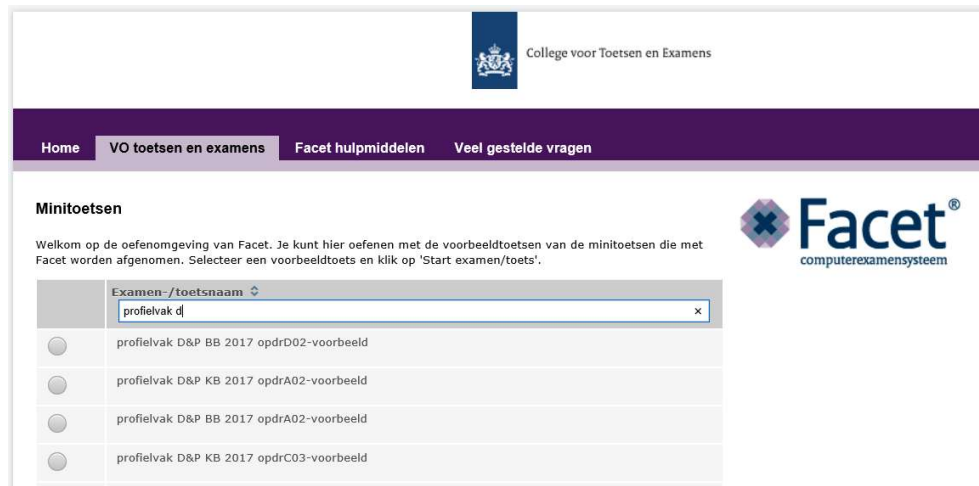 College voor Toetsen en Examens
Home VO toetsen en examens Facet hulpmiddelen Veel gestelde vragen
Minitoetsen
Facet®
computerexamensysteem
Welkom op de oefenomgeving van Facet. Je kunt hier oefenen met de voorbeeldtoetsen van de minitoetsen die met
Facet worden afgenomen. Selecteer een voorbeeldtoets en klik op 'Start examen/toets'.
Examen-/toetsnaam
profielvak d ×
profielvak D&P BB 2017 opdrD02-voorbeeld
profielvak D&P KB 2017 opdrA02-voorbeeld
profielvak D&P BB 2017 opdrA02-voorbeeld
profielvak D&P KB 2017 opdrC03-voorbeeld